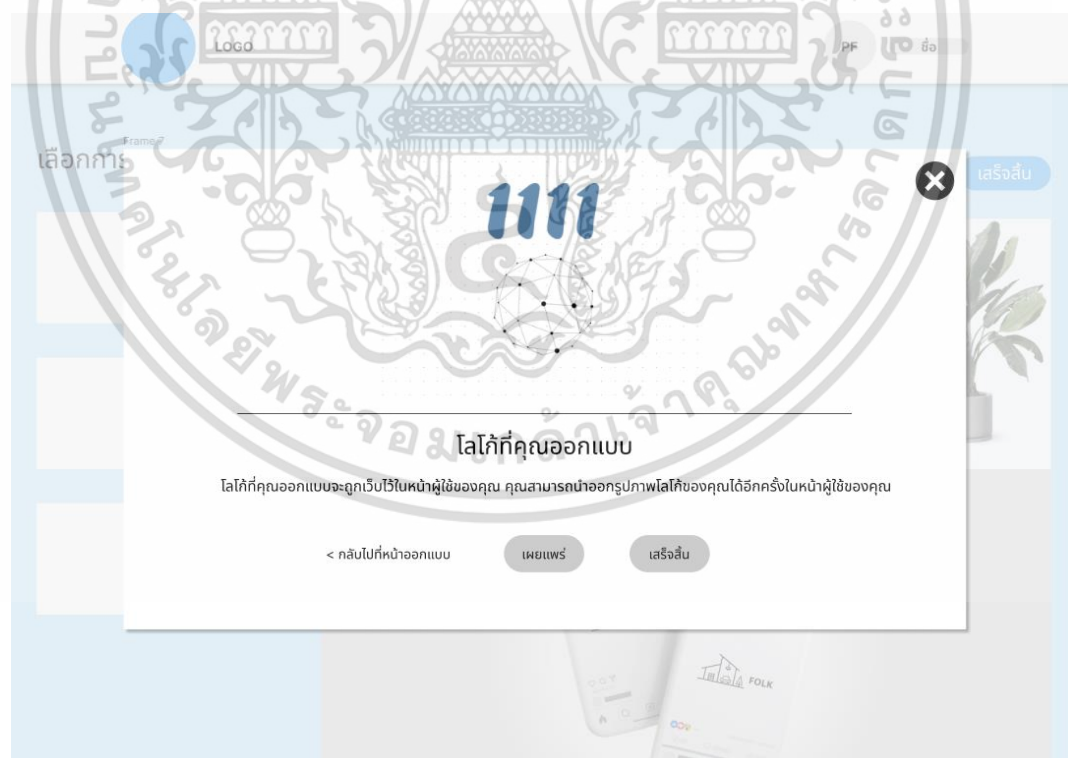 LOGO
PF
ชื่อ
Frame 7
เลือกการ
เสร็จสิ้น
1111
โลโก้ที่คุณออกแบบ
โลโก้ที่คุณออกแบบจะถูกเว็บไว้ในหน้าผู้ใช้ของคุณ คุณสามารถนำออกรูปภาพโลโก้ของคุณได้อีกครั้งในหน้าผู้ใช้ของคุณ
< กลับไปที่หน้าออกแบบ
เผยแพร่
เสร็จสิ้น
FOLK